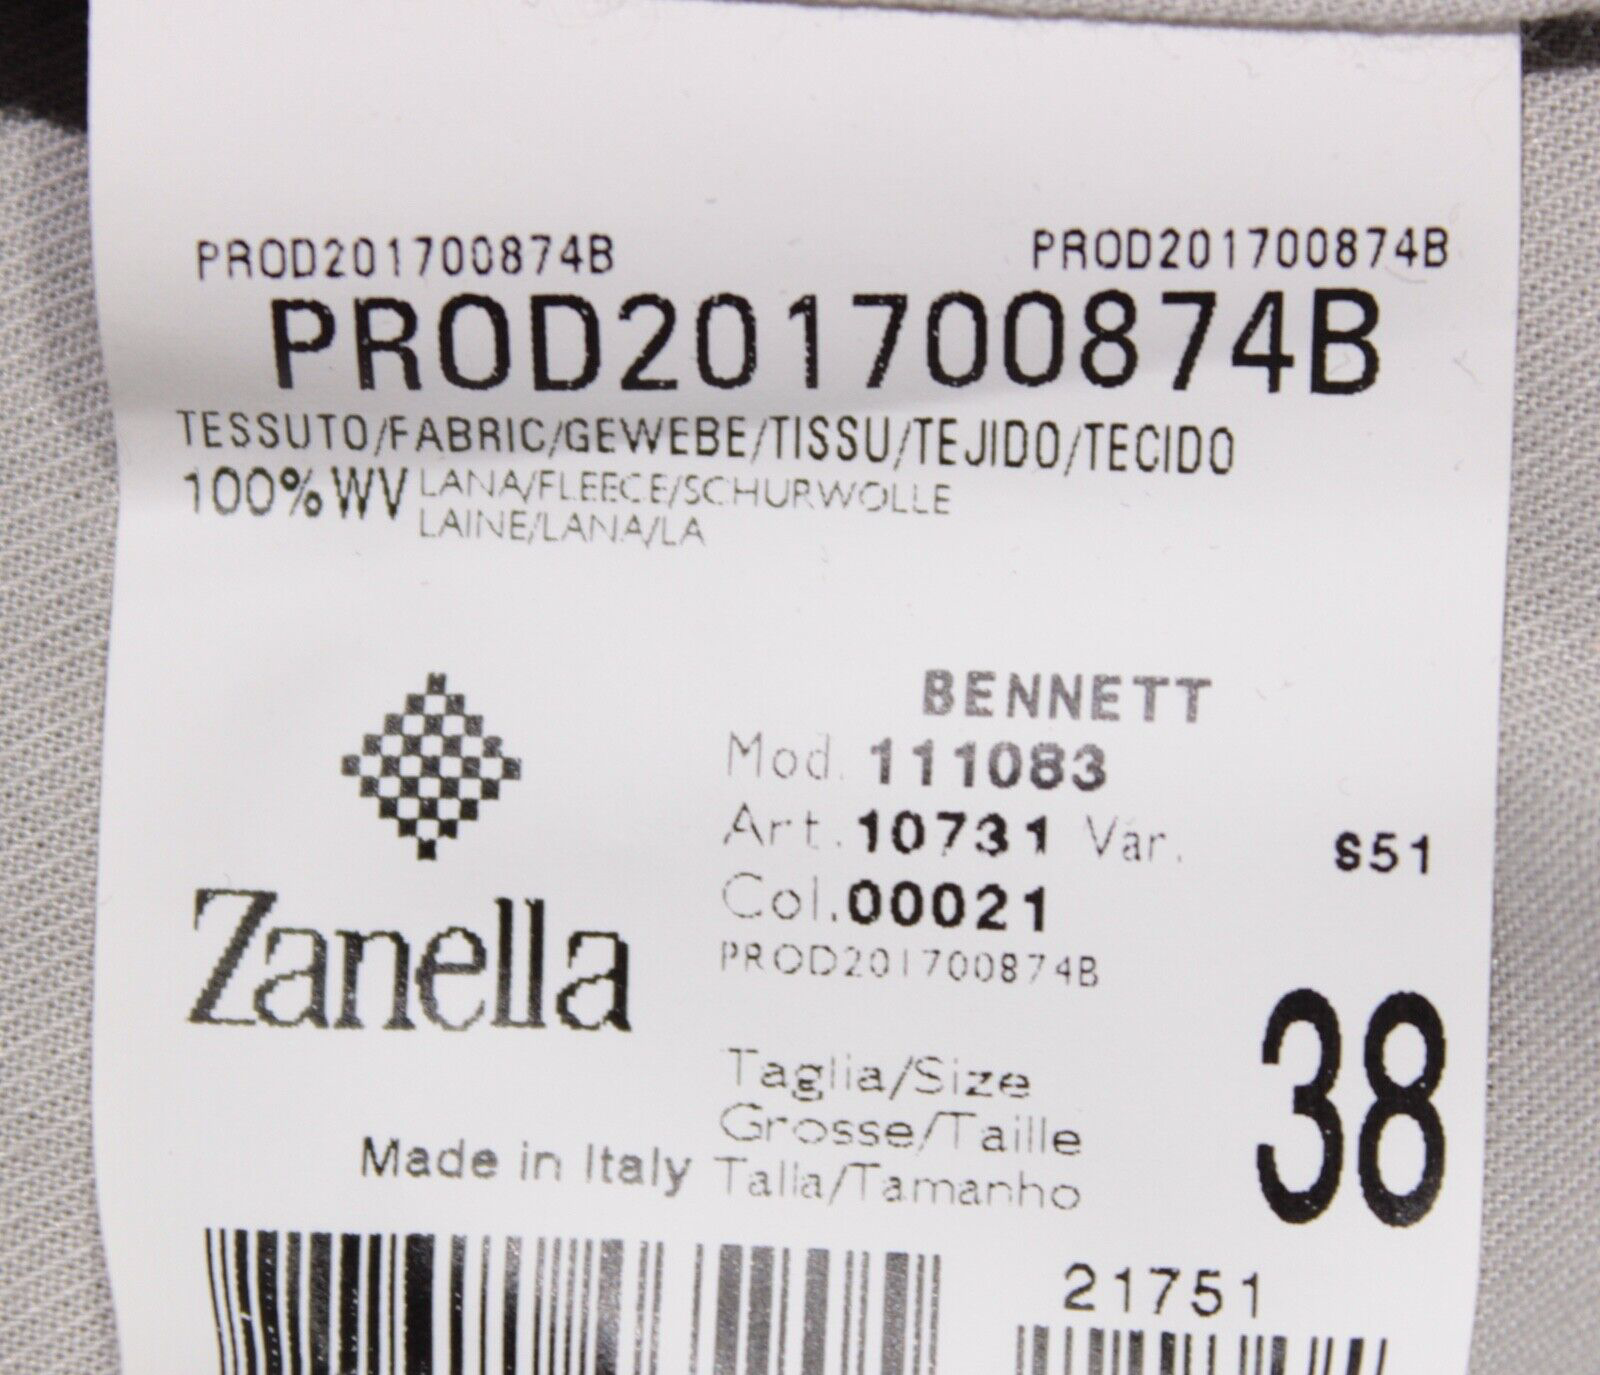 PROD201700874B PROD201700874B
PROD201700874B
TESSUTO/FABRIC/GEWEBE/TISSU/TEJIDO/TECIDO
100%WV LANA/FLEECE/SCHURWOLLE
LAINE/LANA/LA
BENNETT
Mod. 111083
Art. 10731 Var. S51
Col. 00021
PROD201700874B
Zanella
Taglia/Size
Grosse/Taille
Talla/Tamanho
38
Made in Italy
21751